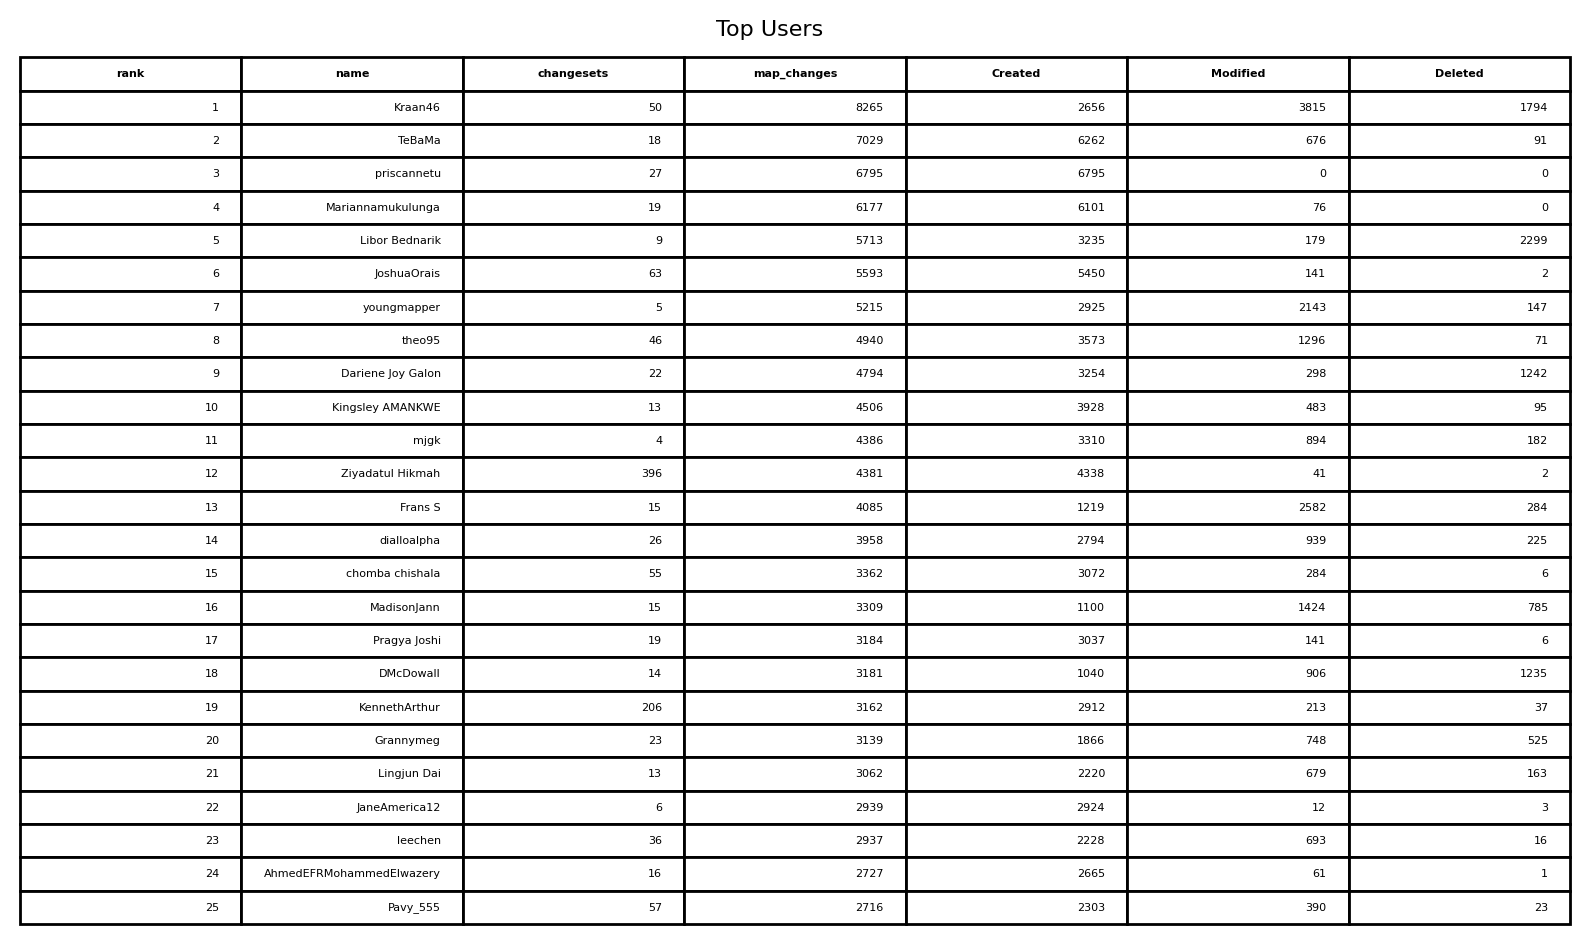 Top Users
rank name changesets map_changes Created Modified Deleted
1 Kraan46 50 8265 2656 3815 1794
2 TeBaMa 18 7029 6262 676 91
3 priscannetu 27 6795 6795 0 0
4 Mariannamukulunga 19 6177 6101 76 0
5 Libor Bednarik 9 5713 3235 179 2299
6 JoshuaOrais 63 5593 5450 141 2
7 youngmapper 5 5215 2925 2143 147
8 theo95 46 4940 3573 1296 71
9 Dariene Joy Galon 22 4794 3254 298 1242
10 Kingsley AMANKWE 13 4506 3928 483 95
11 mjgk 4 4386 3310 894 182
12 Ziyadatul Hikmah 396 4381 4338 41 2
13 Frans S 15 4085 1219 2582 284
14 dialloalpha 26 3958 2794 939 225
15 chomba chishala 55 3362 3072 284 6
16 MadisonJann 15 3309 1100 1424 785
17 Pragya Joshi 19 3184 3037 141 6
18 DMcDowall 14 3181 1040 906 1235
19 KennethArthur 206 3162 2912 213 37
20 Grannymeg 23 3139 1866 748 525
21 Lingjun Dai 13 3062 2220 679 163
22 JaneAmerica12 6 2939 2924 12 3
23 leechen 36 2937 2228 693 16
24 AhmedEFRMohammedElwazery 16 2727 2665 61 1
25 Pavy_555 57 2716 2303 390 23